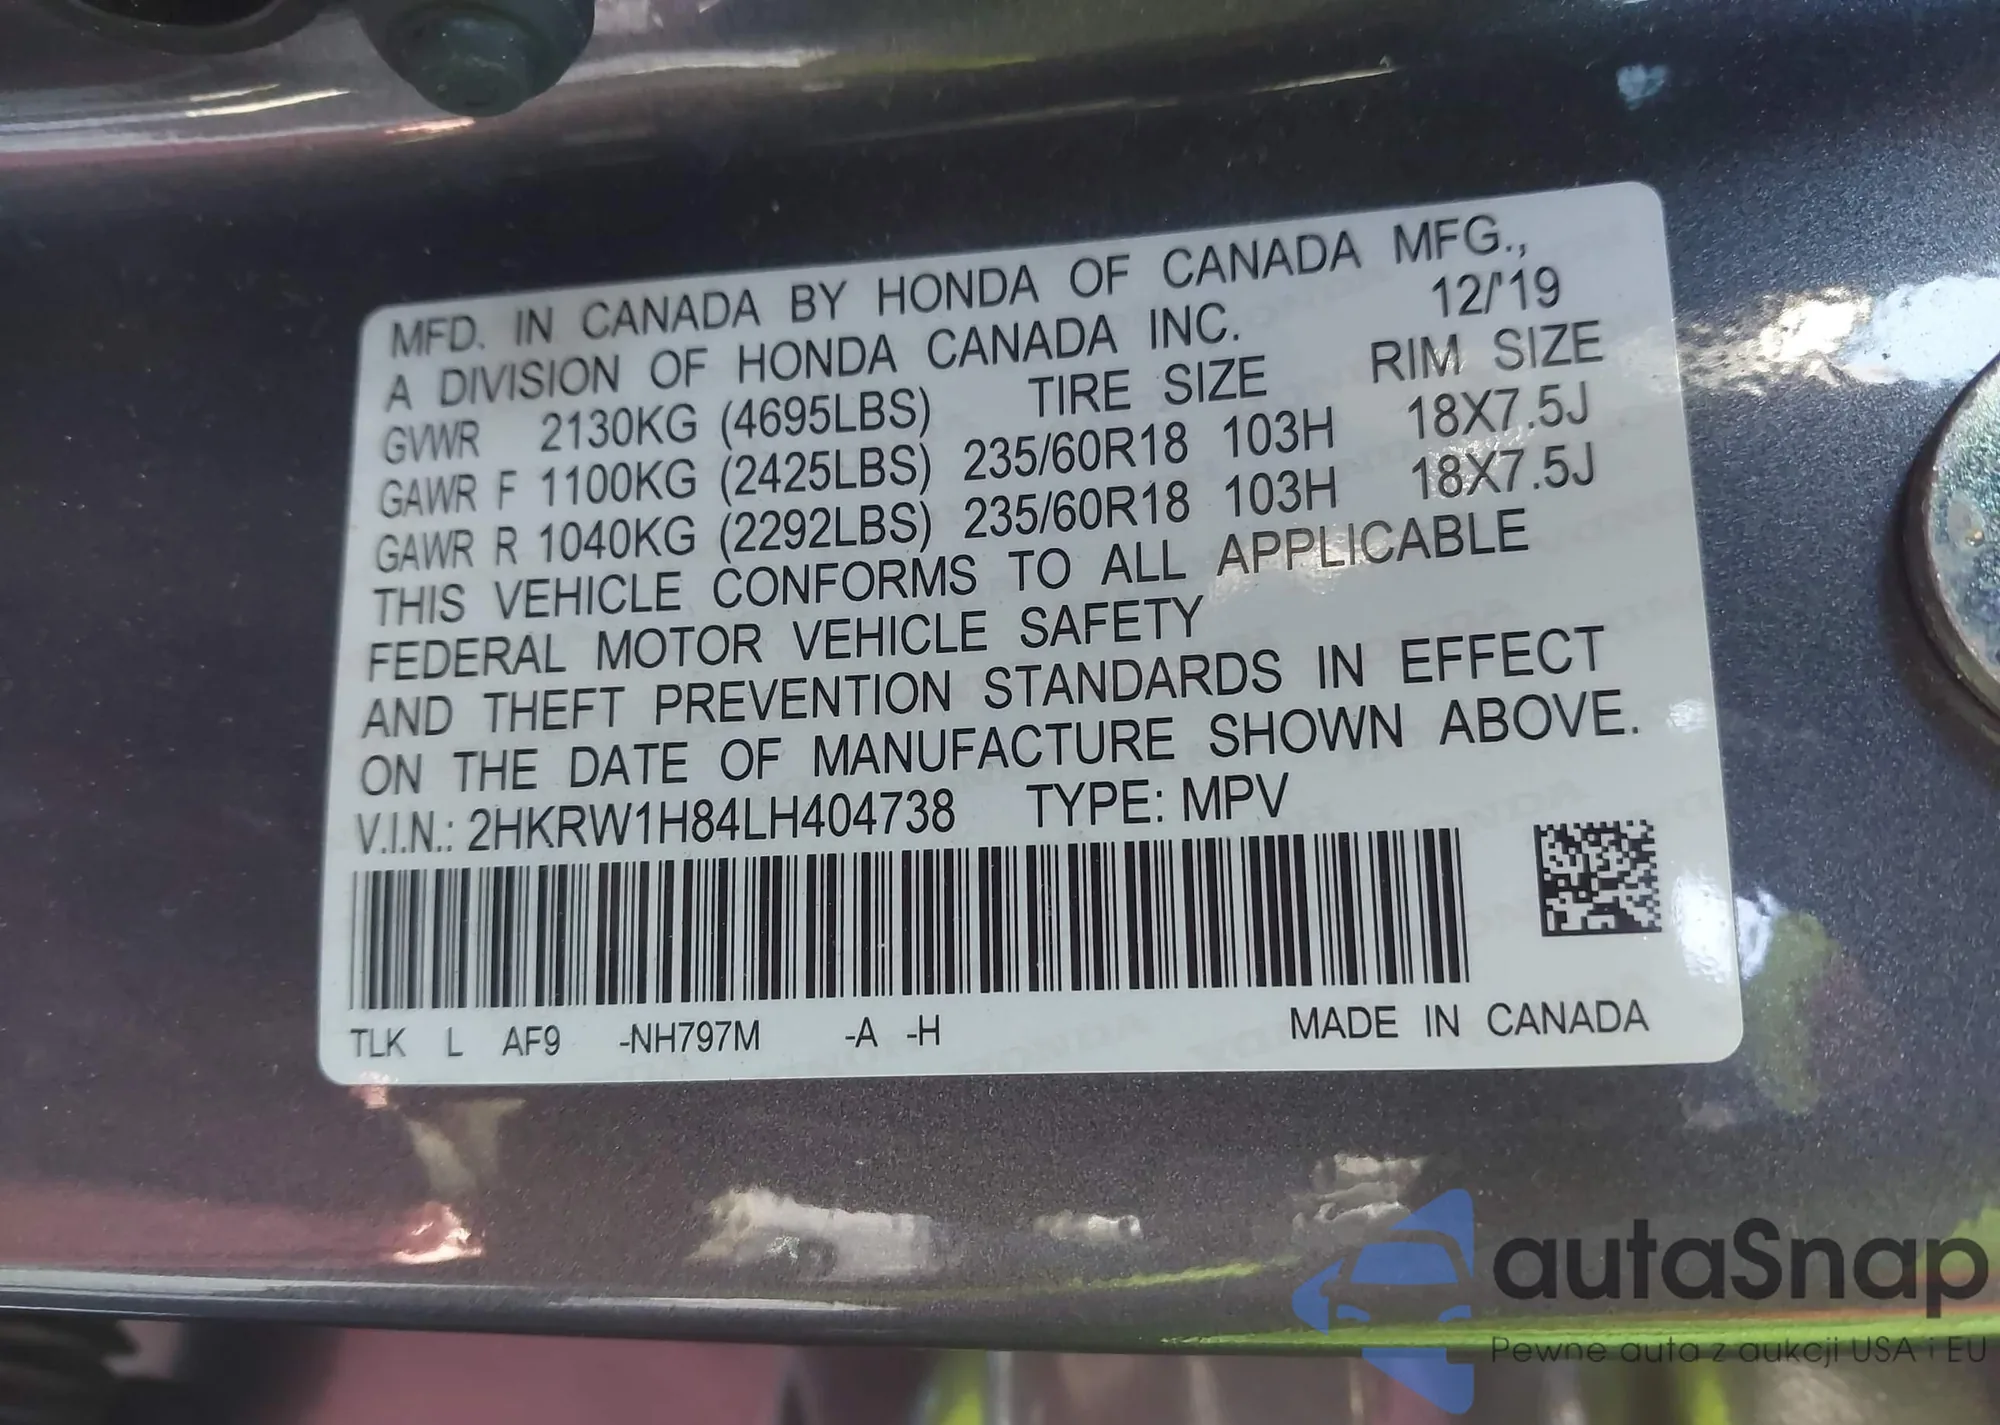 MFD. IN CANADA BY HONDA OF CANADA MFG.,
A DIVISION OF HONDA CANADA INC. 12/'19
GVWR 2130KG (4695LBS) TIRE SIZE RIM SIZE
GAWR F 1100KG (2425LBS) 235/60R18 103H 18X7.5J
GAWR R 1040KG (2292LBS) 235/60R18 103H 18X7.5J
THIS VEHICLE CONFORMS TO ALL APPLICABLE
FEDERAL MOTOR VEHICLE SAFETY
AND THEFT PREVENTION STANDARDS IN EFFECT
ON THE DATE OF MANUFACTURE SHOWN ABOVE.
V.I.N.: 2HKRW1H84LH404738 TYPE: MPV
TLK L AF9 -NH797M -A -H MADE IN CANADA
autaSnap
Pewne auta z aukcji USA i EU